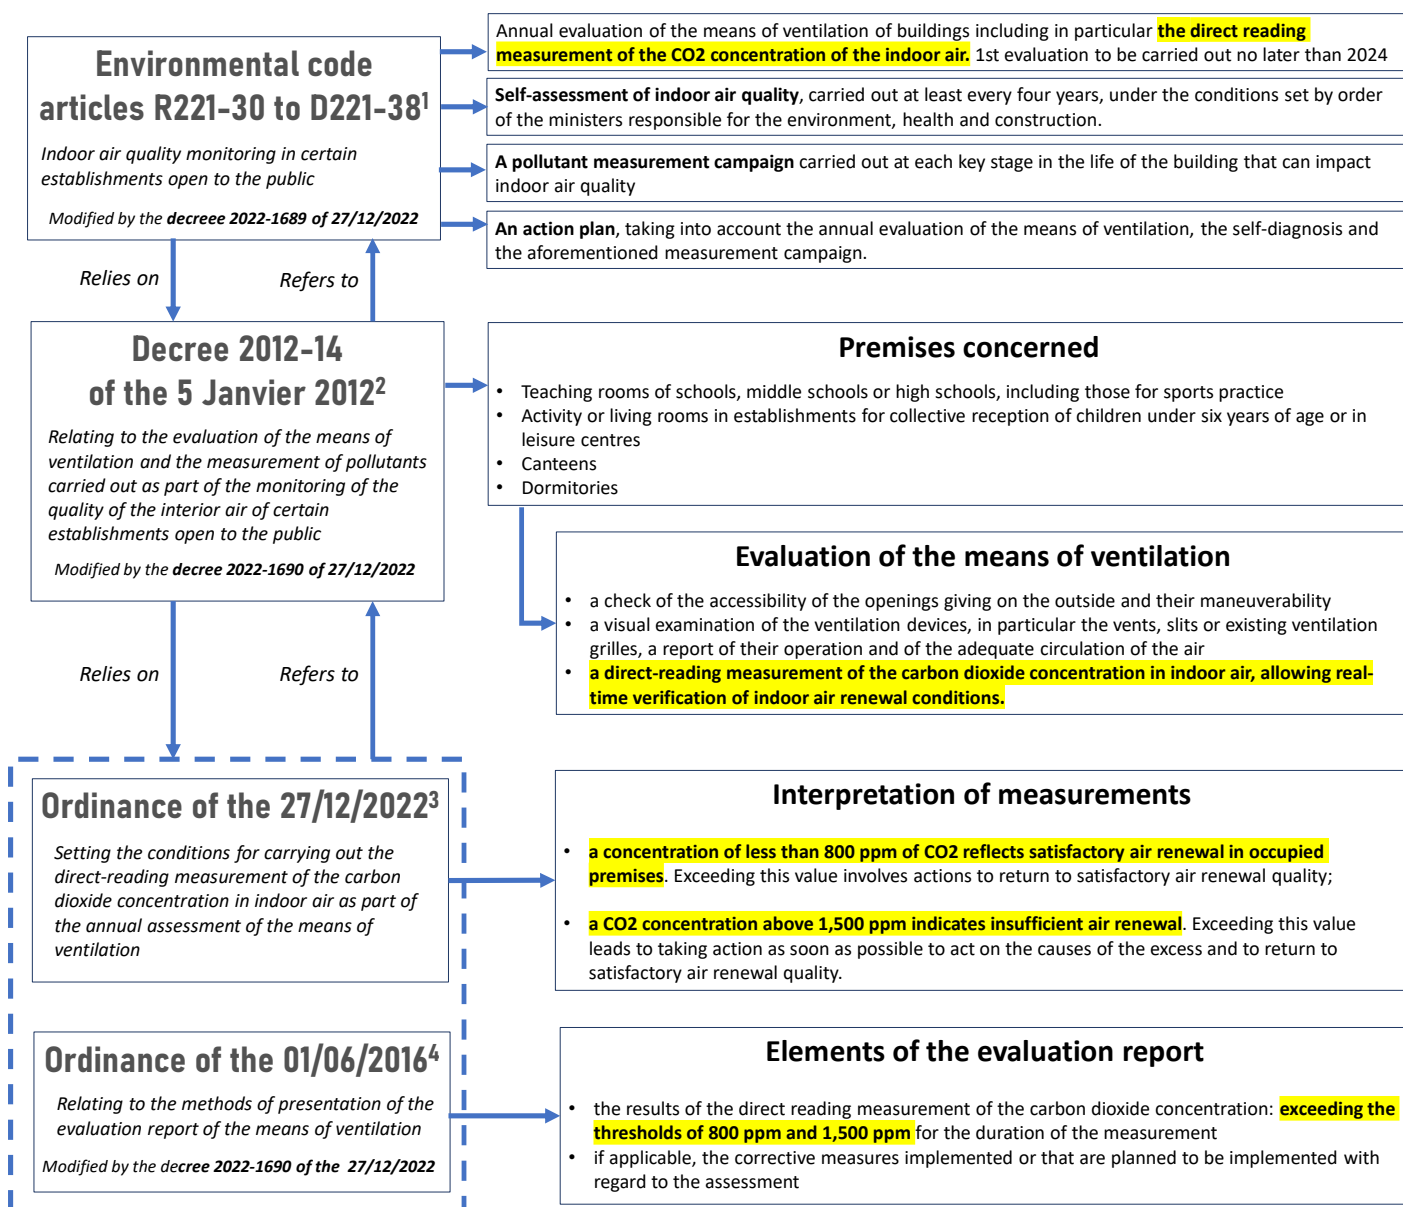 Environmental code
articles R221-30 to D221-38¹
Indoor air quality monitoring in certain
establishments open to the public
Modified by the decreee 2022-1689 of 27/12/2022
Annual evaluation of the means of ventilation of buildings including in particular the direct reading
measurement of the CO2 concentration of the indoor air. 1st evaluation to be carried out no later than 2024
Self-assessment of indoor air quality, carried out at least every four years, under the conditions set by order
of the ministers responsible for the environment, health and construction.
A pollutant measurement campaign carried out at each key stage in the life of the building that can impact
indoor air quality
An action plan, taking into account the annual evaluation of the means of ventilation, the self-diagnosis and
the aforementioned measurement campaign.
Relies on
Refers to
Decree 2012-14
of the 5 Janvier 2012²
Relating to the evaluation of the means of
ventilation and the measurement of pollutants
carried out as part of the monitoring of the
quality of the interior air of certain
establishments open to the public
Modified by the decree 2022-1690 of 27/12/2022
Premises concerned
• Teaching rooms of schools, middle schools or high schools, including those for sports practice
• Activity or living rooms in establishments for collective reception of children under six years of age or in
leisure centres
• Canteens
• Dormitories
Evaluation of the means of ventilation
• a check of the accessibility of the openings giving on the outside and their maneuverability
• a visual examination of the ventilation devices, in particular the vents, slits or existing ventilation
grilles, a report of their operation and of the adequate circulation of the air
• a direct-reading measurement of the carbon dioxide concentration in indoor air, allowing real-
time verification of indoor air renewal conditions.
Relies on
Refers to
Ordinance of the 27/12/2022³
Setting the conditions for carrying out the
direct-reading measurement of the carbon
dioxide concentration in indoor air as part of
the annual assessment of the means of
ventilation
Interpretation of measurements
• a concentration of less than 800 ppm of CO2 reflects satisfactory air renewal in occupied
premises. Exceeding this value involves actions to return to satisfactory air renewal quality;
• a CO2 concentration above 1,500 ppm indicates insufficient air renewal. Exceeding this value
leads to taking action as soon as possible to act on the causes of the excess and to return to
satisfactory air renewal quality.
Ordinance of the 01/06/2016⁴
Relating to the methods of presentation of the
evaluation report of the means of ventilation
Modified by the decree 2022-1690 of the 27/12/2022
Elements of the evaluation report
• the results of the direct reading measurement of the carbon dioxide concentration: exceeding the
thresholds of 800 ppm and 1,500 ppm for the duration of the measurement
• if applicable, the corrective measures implemented or that are planned to be implemented with
regard to the assessment